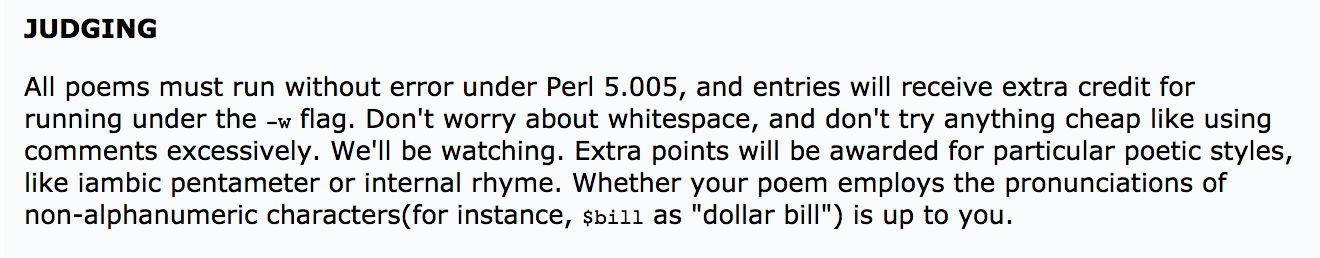 JUDGING
All poems must run without error under Perl 5.005, and entries will receive extra credit for
running under the -w flag. Don't worry about whitespace, and don't try anything cheap like using
comments excessively. We'll be watching. Extra points will be awarded for particular poetic styles,
like iambic pentameter or internal rhyme. Whether your poem employs the pronunciations of
non-alphanumeric characters(for instance, $bill as "dollar bill") is up to you.